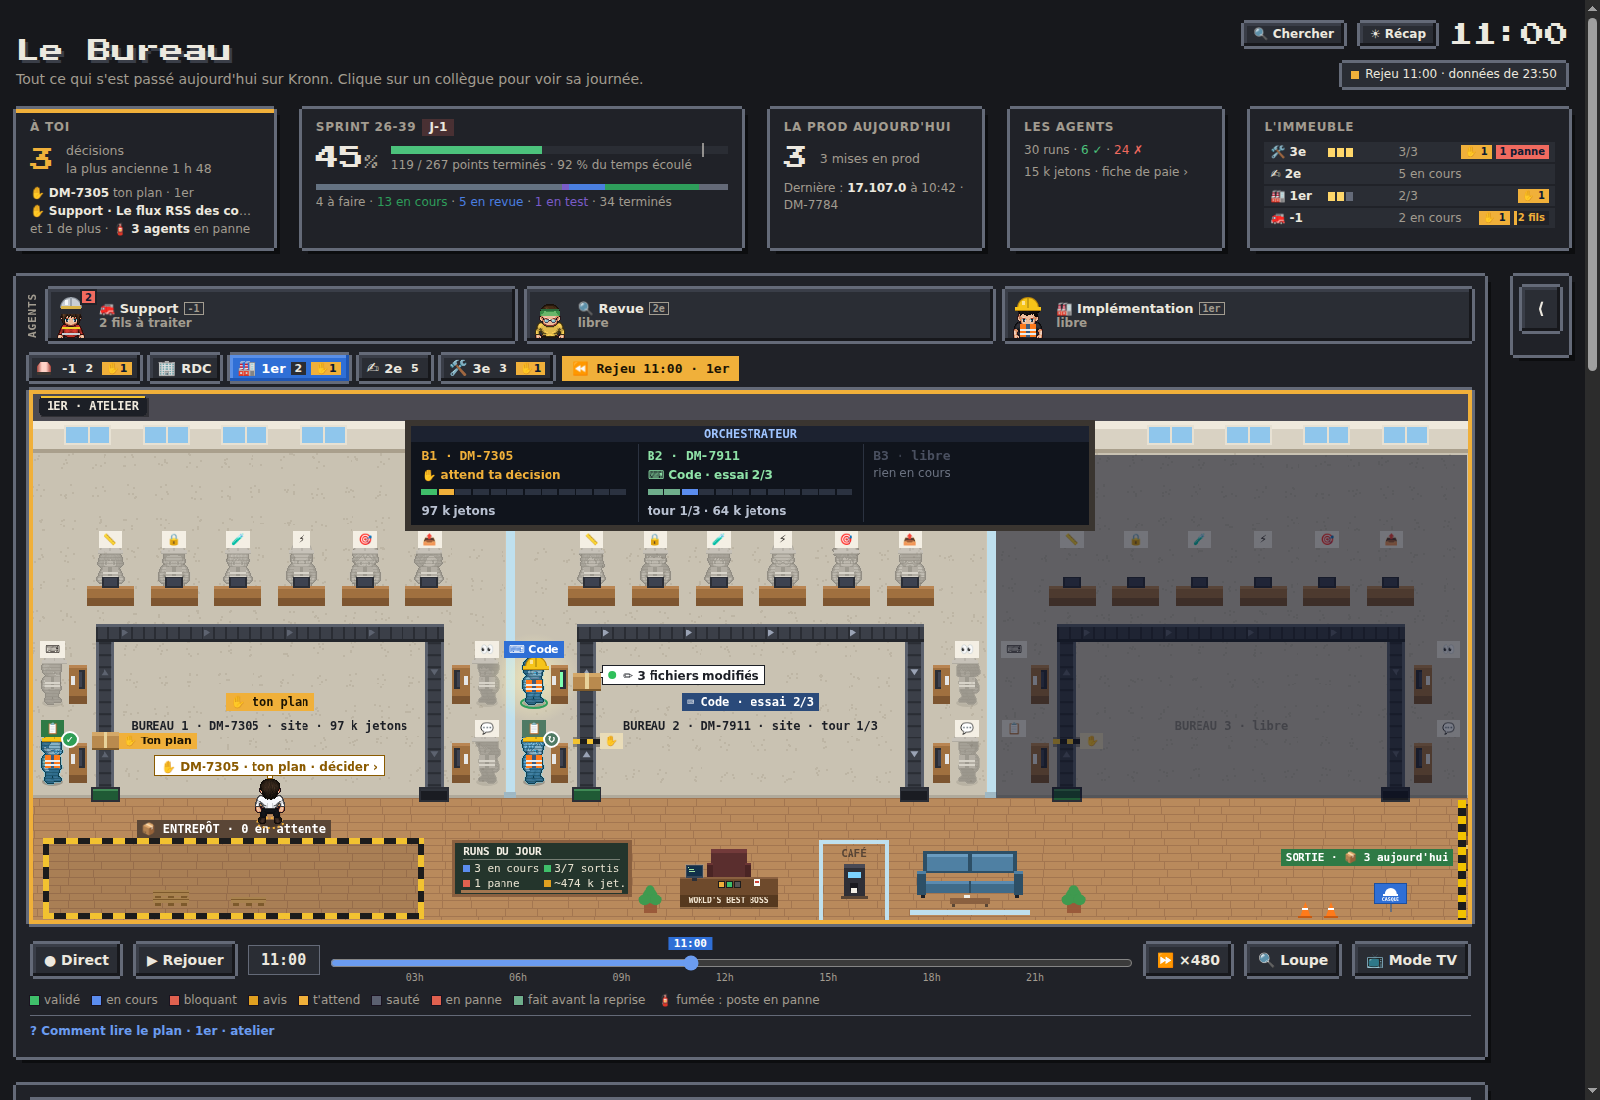 Le Bureau
Tout ce qui s'est passé aujourd'hui sur Kronn. Clique sur un collègue pour voir sa journée.
Chercher
Récap
11:00
Rejeu 11:00 · données de 23:50
À TOI
3
décisions
la plus ancienne 1 h 48
DM-7305 ton plan · 1er
Support · Le flux RSS des co...
et 1 de plus · 3 agents en panne
SPRINT 26-39 J-1
45%
119 / 267 points terminés · 92 % du temps écoulé
4 à faire · 13 en cours · 5 en revue · 1 en test · 34 terminés
LA PROD AUJOURD'HUI
3 3 mises en prod
Dernière : 17.107.0 à 10:42 ·
DM-7784
LES AGENTS
30 runs · 6 ✓ · 24 ✗
15 k jetons · fiche de paie ›
L'IMMEUBLE
3e 3/3 1 1 panne
2e 5 en cours
1er 2/3 1
-1 2 en cours 1 2 fils
AGENTS
2
Support -1
2 fils à traiter
Revue 2e
libre
Implémentation 1er
libre
-1 2 1
RDC
1er 2 1
2e 5
3e 3 1
Rejeu 11:00 · 1er
1ER · ATELIER
ORCHESTRATEUR
B1 · DM-7305
attend ta décision
97 k jetons
B2 · DM-7911
Code · essai 2/3
tour 1/3 · 64 k jetons
B3 · libre
rien en cours
Code
3 fichiers modifiés
ton plan
Code · essai 2/3
BUREAU 1 · DM-7305 · site · 97 k jetons
BUREAU 2 · DM-7911 · site · tour 1/3
BUREAU 3 · libre
Ton plan
DM-7305 · ton plan · décider ›
ENTREPÔT · 0 en attente
RUNS DU JOUR
3 en cours 3/7 sortis
1 panne ~474 k jet.
WORLD'S BEST BOSS
CAFÉ
SORTIE · 3 aujourd'hui
CASQUE
Direct
Rejouer
11:00
11:00
03h 06h 09h 12h 15h 18h 21h
×480
Loupe
Mode TV
validé en cours bloquant avis t'attend sauté en panne fait avant la reprise fumée : poste en panne
? Comment lire le plan · 1er · atelier